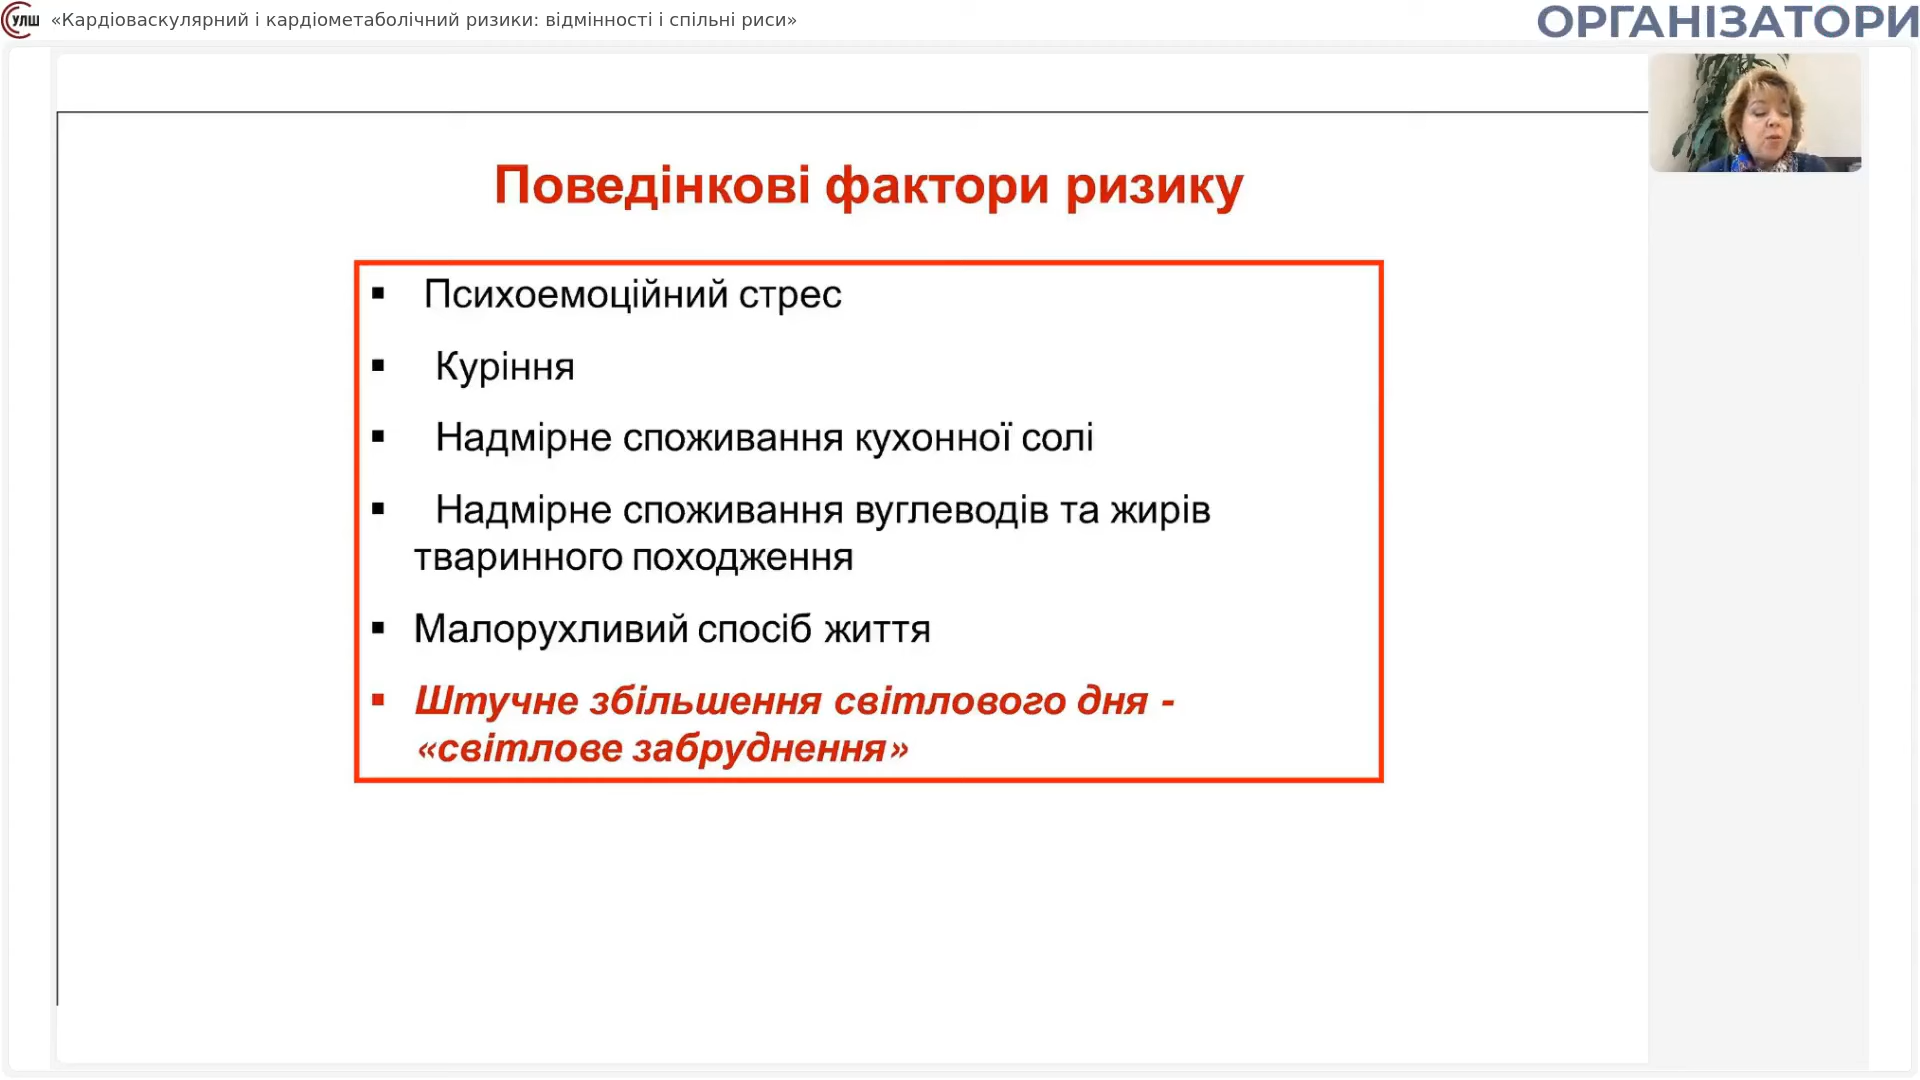 УЛШ «Кардіоваскулярний і кардіометаболічний ризики: відмінності і спільні риси»
ОРГАНІЗАТОРИ
Поведінкові фактори ризику
▪ Психоемоційний стрес
▪ Куріння
▪ Надмірне споживання кухонної солі
▪ Надмірне споживання вуглеводів та жирів
тваринного походження
▪ Малорухливий спосіб життя
▪ Штучне збільшення світлового дня -
«світлове забруднення»